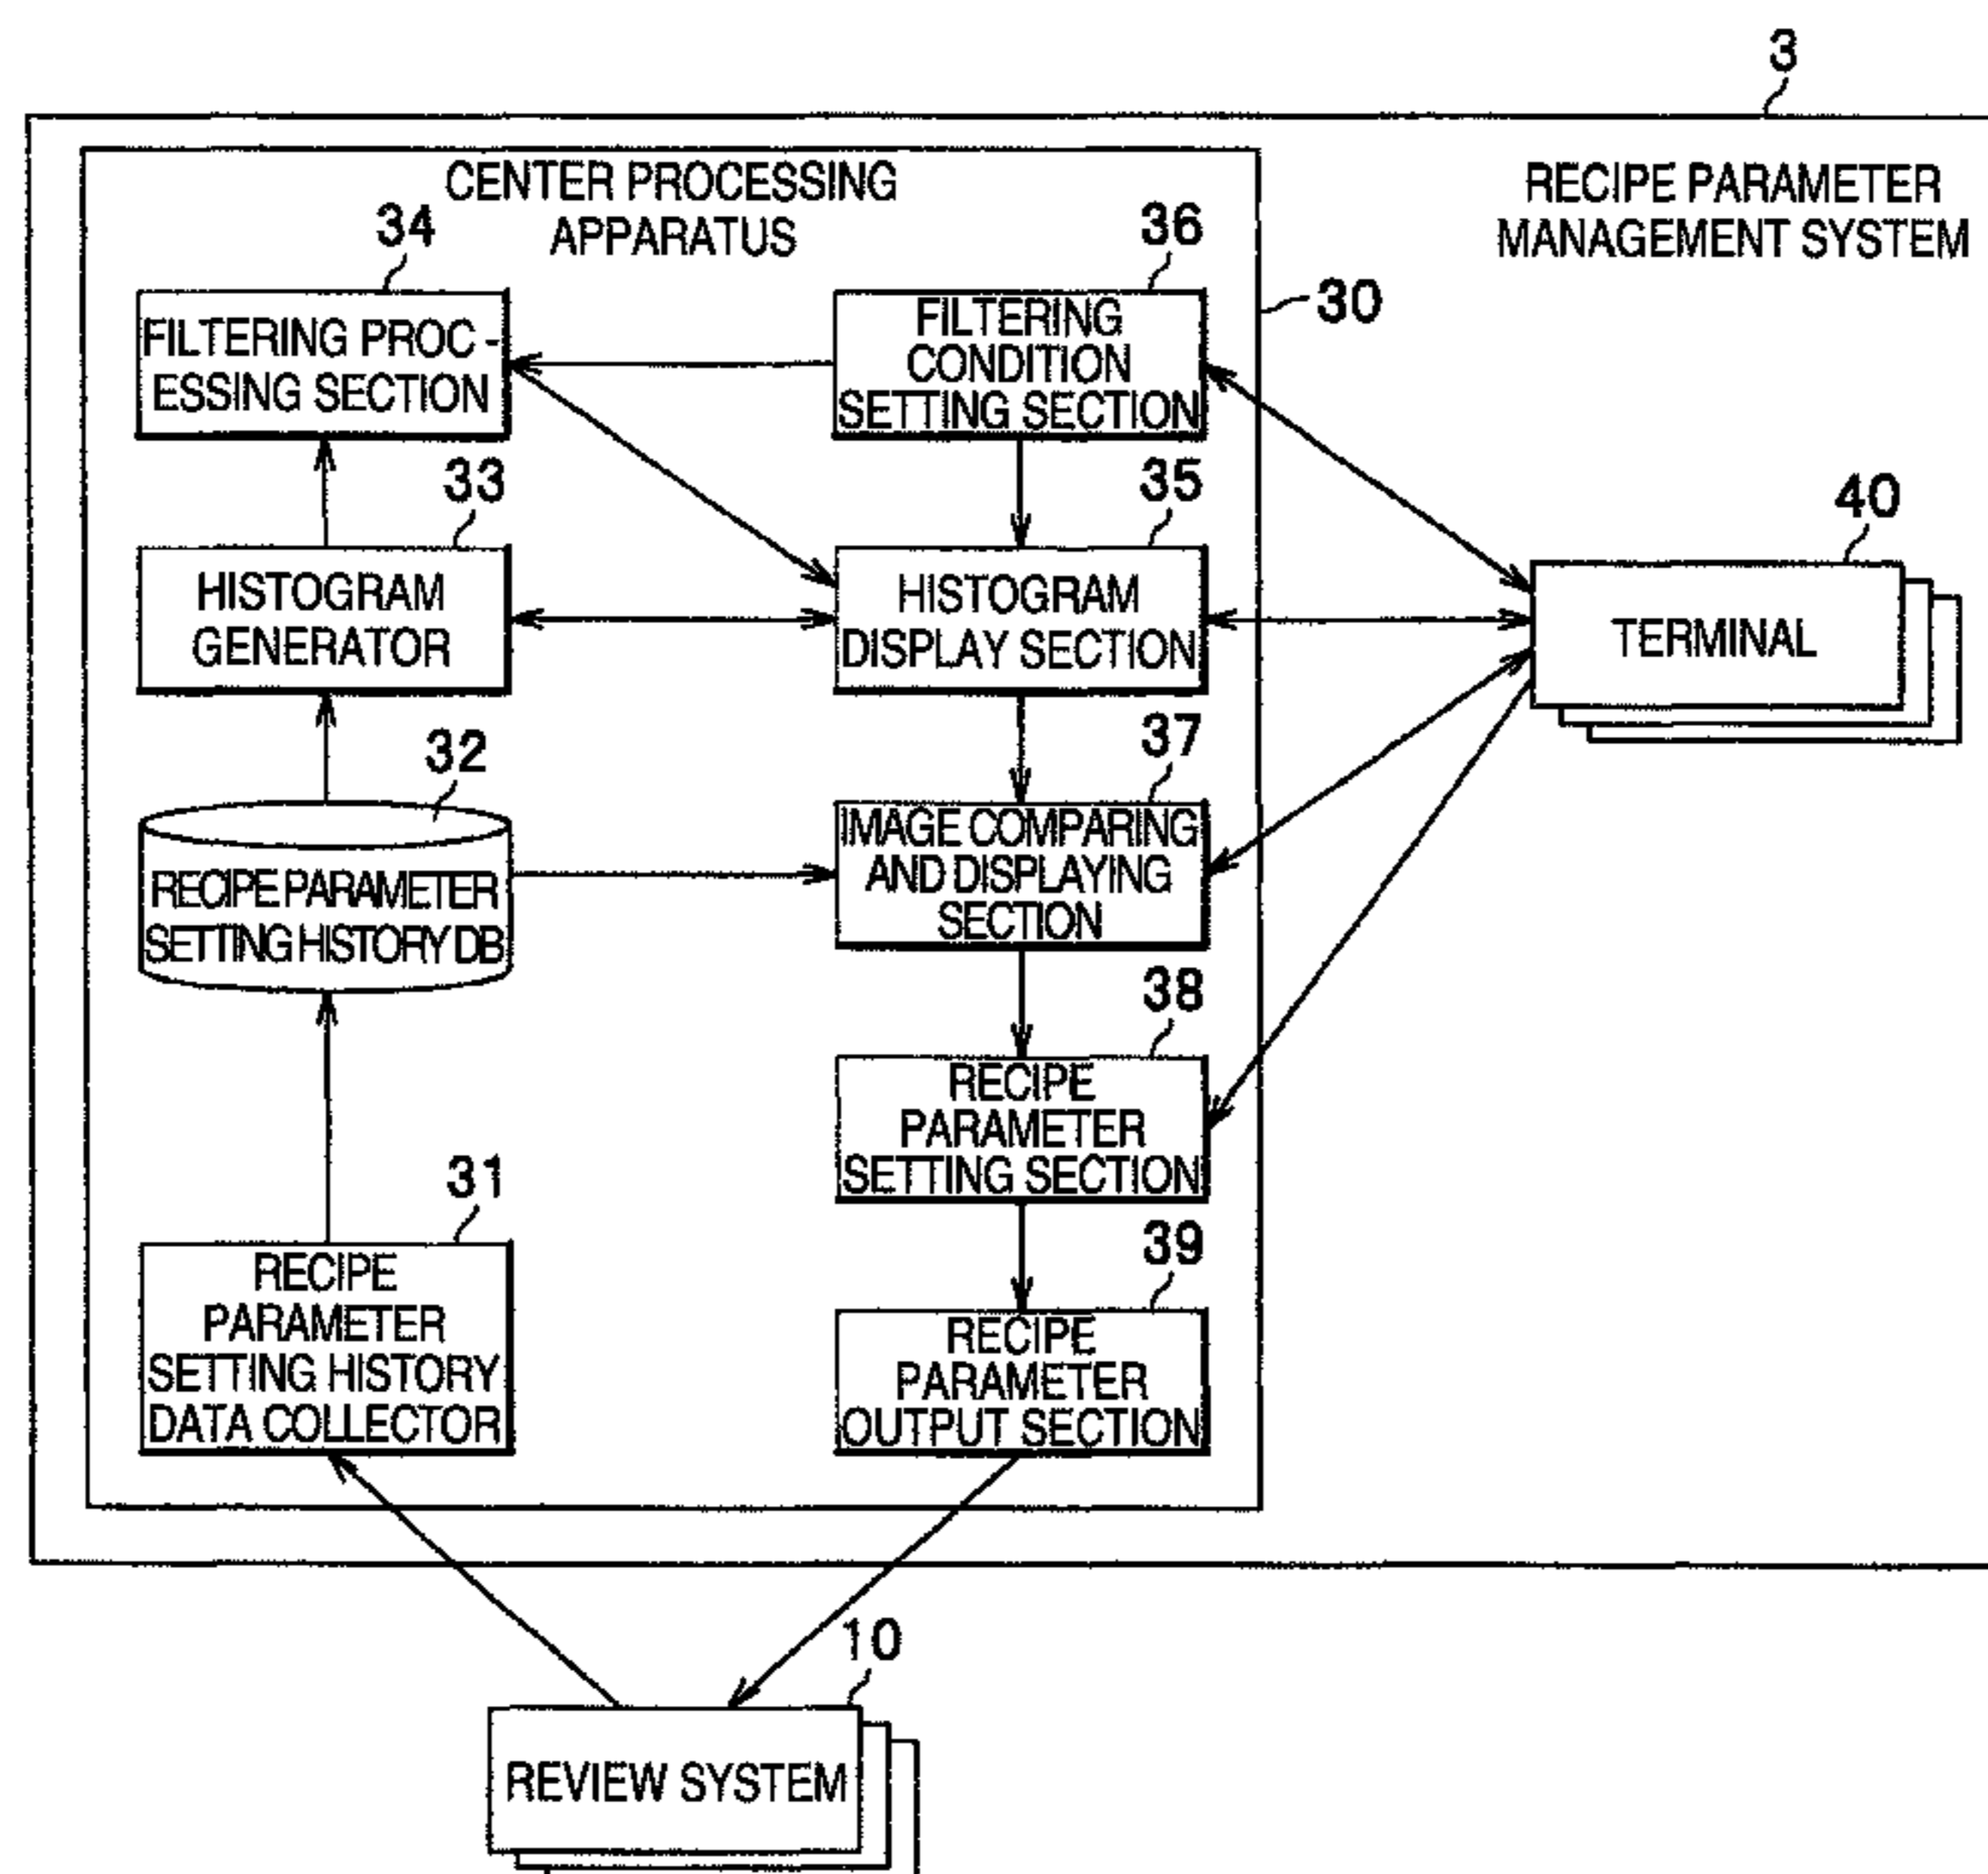 3
CENTER PROCESSING
APPARATUS
RECIPE PARAMETER
MANAGEMENT SYSTEM
34
36
30
FILTERING PROC -
ESSING SECTION
FILTERING
CONDITION
SETTING SECTION
33
35
40
HISTOGRAM
GENERATOR
HISTOGRAM
DISPLAY SECTION
TERMINAL
32
37
RECIPE PARAMETER
SETTING HISTORY DB
IMAGE COMPARING
AND DISPLAYING
SECTION
38
RECIPE
PARAMETER
SETTING SECTION
31
39
RECIPE
PARAMETER
SETTING HISTORY
DATA COLLECTOR
RECIPE
PARAMETER
OUTPUT SECTION
10
REVIEW SYSTEM